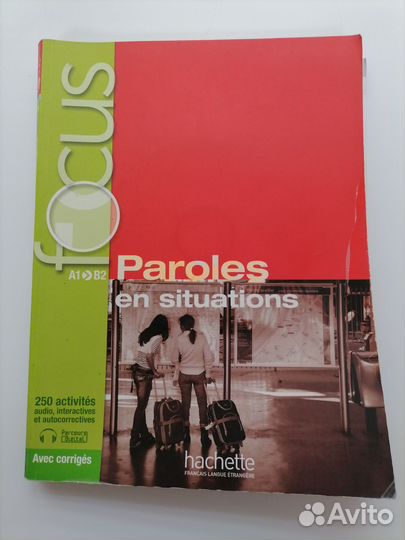 focus
A1 > B2
Paroles
en situations
250 activités
audio, interactives
et autocorrectives
Parcours
Digital
Avec corrigés
hachette
FRANÇAIS LANGUE ÉTRANGÈRE
Avito